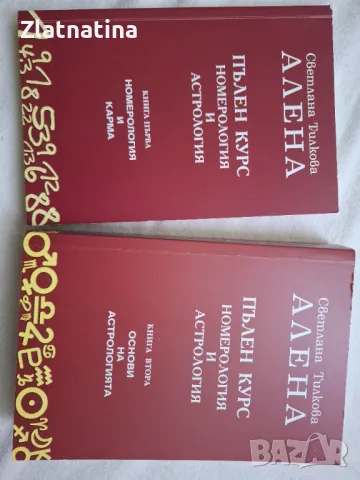 Zlatnatina
Светлана Тилкова
АЛЕНА
ПЪЛЕН КУРС
НОМЕРОЛОГИЯ
И
АСТРОЛОГИЯ
КНИГА ПЪРВА
НОМЕРОЛОГИЯ
И
КАРМА
Светлана Тилкова
АЛЕНА
ПЪЛЕН КУРС
НОМЕРОЛОГИЯ
И
АСТРОЛОГИЯ
КНИГА ВТОРА
ОСНОВИ
НА
АСТРОЛОГИЯТА
BAZAR